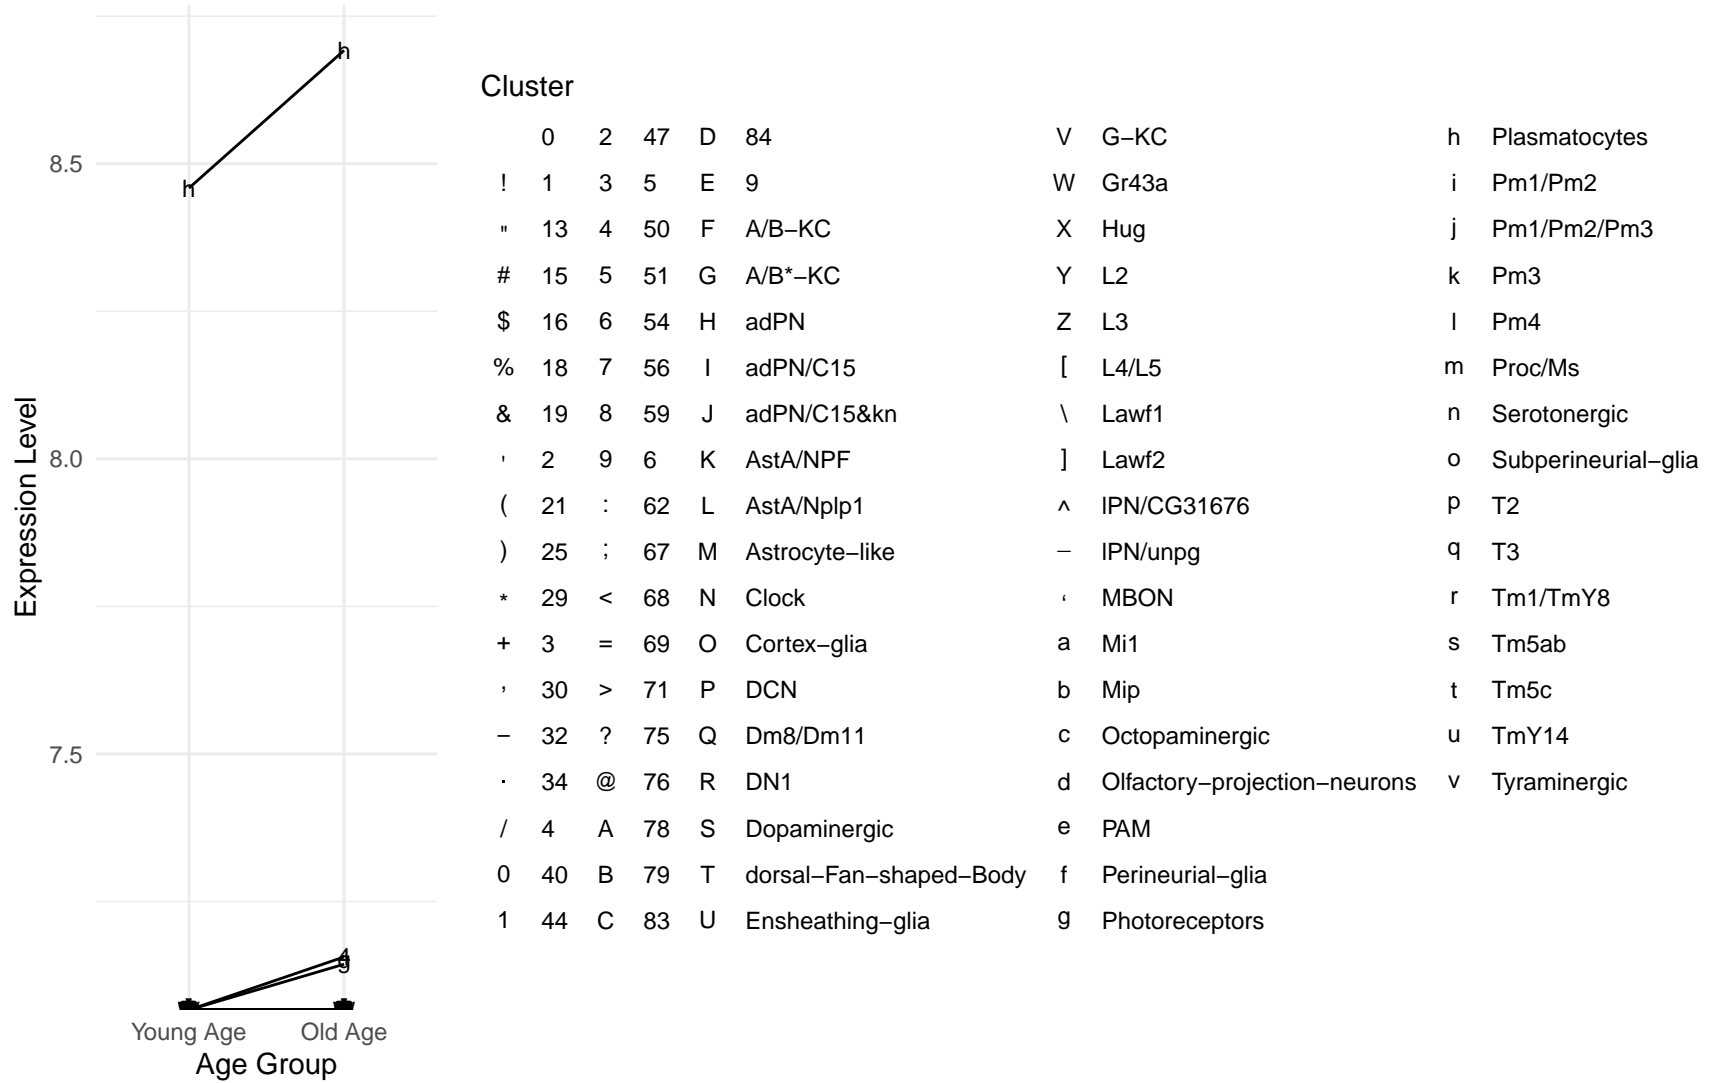 Cluster
0 2 47 D 84 V G−KC h Plasmatocytes
! 1 3 5 E 9 W Gr43a i Pm1/Pm2
" 13 4 50 F A/B−KC X Hug j Pm1/Pm2/Pm3
# 15 5 51 G A/B*−KC Y L2 k Pm3
$ 16 6 54 H adPN Z L3 l Pm4
% 18 7 56 I adPN/C15 [ L4/L5 m Proc/Ms
& 19 8 59 J adPN/C15&kn \ Lawf1 n Serotonergic
' 2 9 6 K AstA/NPF ] Lawf2 o Subperineurial−glia
( 21 : 62 L AstA/Nplp1 ^ lPN/CG31676 p T2
) 25 ; 67 M Astrocyte−like _ lPN/unpg q T3
* 29 < 68 N Clock ‘ MBON r Tm1/TmY8
+ 3 = 69 O Cortex−glia a Mi1 s Tm5ab
, 30 > 71 P DCN b Mip t Tm5c
− 32 ? 75 Q Dm8/Dm11 c Octopaminergic u TmY14
. 34 @ 76 R DN1 d Olfactory−projection−neurons v Tyraminergic
/ 4 A 78 S Dopaminergic e PAM
0 40 B 79 T dorsal−Fan−shaped−Body f Perineurial−glia
1 44 C 83 U Ensheathing−glia g Photoreceptors
Expression Level
8.5
8.0
7.5
h
h
4
g
Young Age Old Age
Age Group